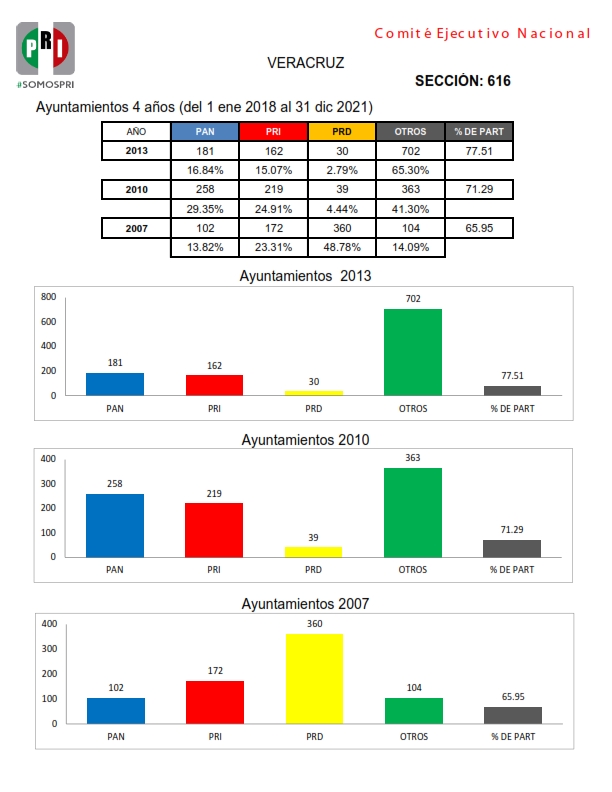 PRI
#SOMOSPRI
Comité Ejecutivo Nacional
VERACRUZ
SECCIÓN: 616
Ayuntamientos 4 años (del 1 ene 2018 al 31 dic 2021)
AÑO PAN PRI PRD OTROS % DE PART
2013 181 162 30 702 77.51
16.84% 15.07% 2.79% 65.30%
2010 258 219 39 363 71.29
29.35% 24.91% 4.44% 41.30%
2007 102 172 360 104 65.95
13.82% 23.31% 48.78% 14.09%
Ayuntamientos 2013
800
600
400
200
0
181 162 30 702 77.51
PAN PRI PRD OTROS % DE PART
Ayuntamientos 2010
400
300
200
100
0
258 219 39 363 71.29
PAN PRI PRD OTROS % DE PART
Ayuntamientos 2007
400
300
200
100
0
102 172 360 104 65.95
PAN PRI PRD OTROS % DE PART